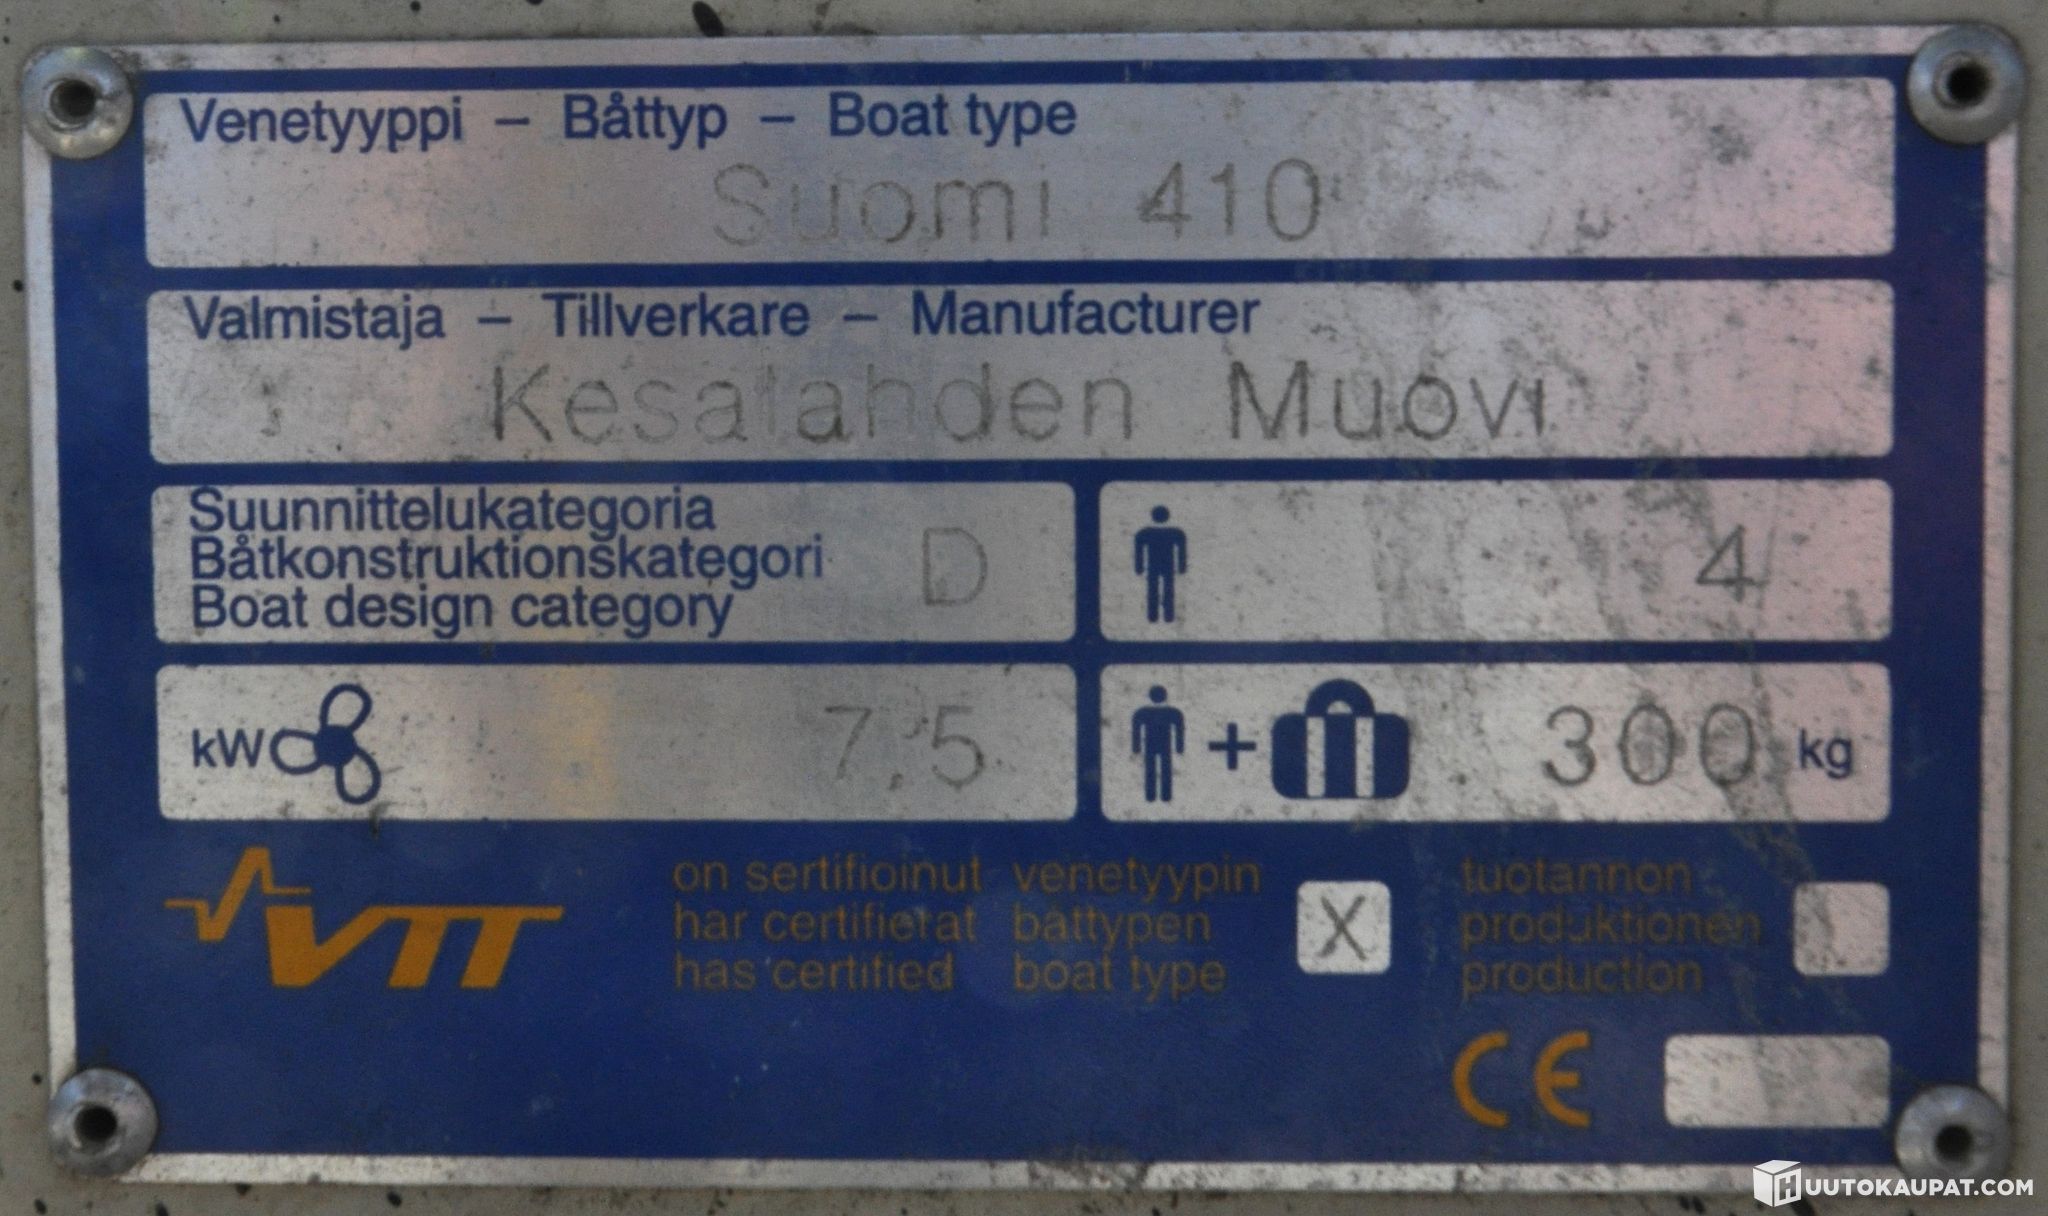 Venetyyppi – Båttyp – Boat type
Suomi 410
Valmistaja – Tillverkare – Manufacturer
Kesalahden Muovi
Suunnittelukategoria
Båtkonstruktionskategori
Boat design category
D
4
kW
7.5
+
300 kg
VTT
on sertifioinut venetyypin
har certifierat båttypen
has certified boat type
X
tuotannon
produktionen
production
CE
HUUTOKAUPAT.COM